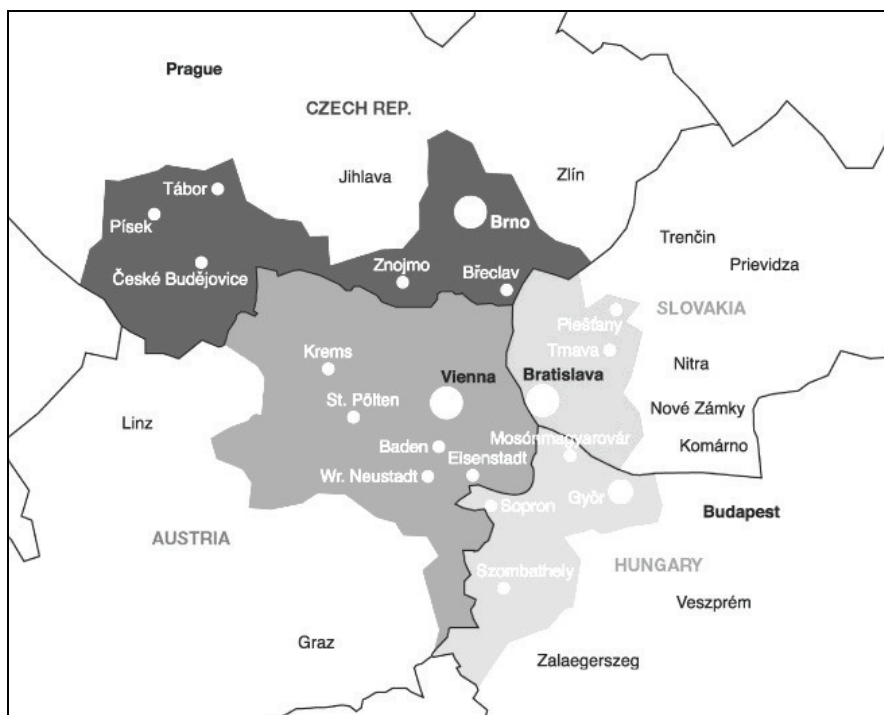 Prague
CZECH REP.
Jihlava
Zlín
Tábor
Písek
Brno
Trenčin
Prievidza
České Budějovice
Znojmo
Břeclav
SLOVAKIA
Piešťany
Trnava
Krems
Vienna
Bratislava
Nitra
St. Pölten
Nové Zámky
Linz
Komárno
Baden
Mosónmagyarovár
Eisenstadt
Wr. Neustadt
Győr
Sopron
Budapest
AUSTRIA
Szombathely
HUNGARY
Veszprém
Graz
Zalaegerszeg